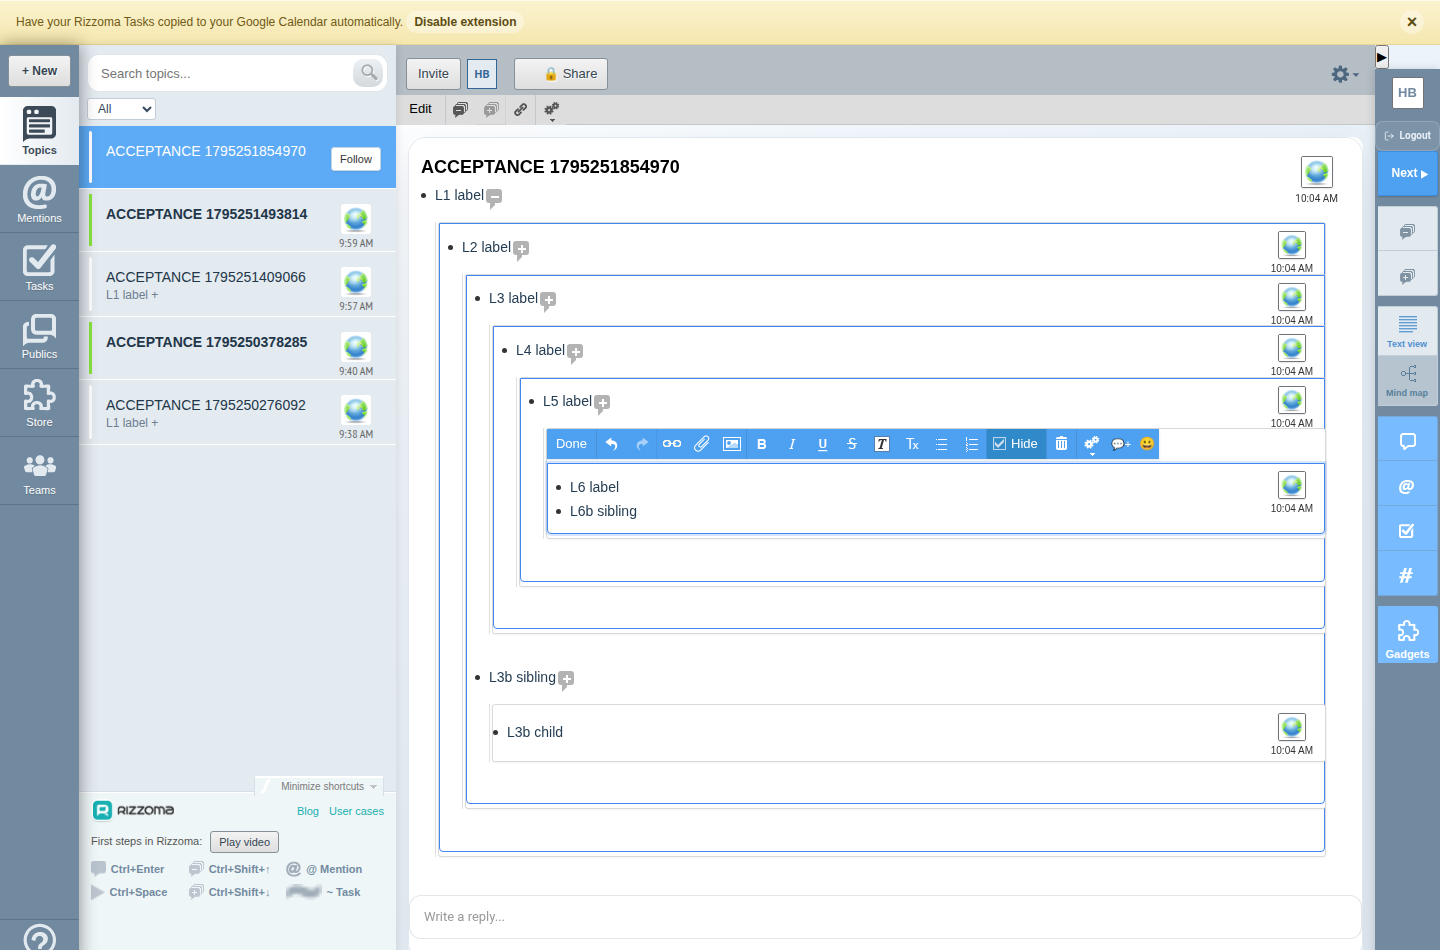 Have your Rizzoma Tasks copied to your Google Calendar automatically. Disable extension ×
+ New
Topics
Mentions
Tasks
Publics
Store
Teams
Search topics...
All
ACCEPTANCE 1795251854970
Follow
ACCEPTANCE 1795251493814
9:59 AM
ACCEPTANCE 1795251409066
L1 label +
9:57 AM
ACCEPTANCE 1795250378285
9:40 AM
ACCEPTANCE 1795250276092
L1 label +
9:38 AM
Minimize shortcuts
RIZZOMA
Blog User cases
First steps in Rizzoma: Play video
Ctrl+Enter Ctrl+Shift+↑ @ Mention
Ctrl+Space Ctrl+Shift+↓ ~ Task
Invite HB Share
Edit
ACCEPTANCE 1795251854970
10:04 AM
L1 label
L2 label
10:04 AM
L3 label
10:04 AM
L4 label
10:04 AM
L5 label
10:04 AM
Done B I U S T Tx Hide
L6 label
10:04 AM
L6b sibling
L3b sibling
L3b child
10:04 AM
Write a reply...
HB
Logout
Next
Text view
Mind map
@
#
Gadgets